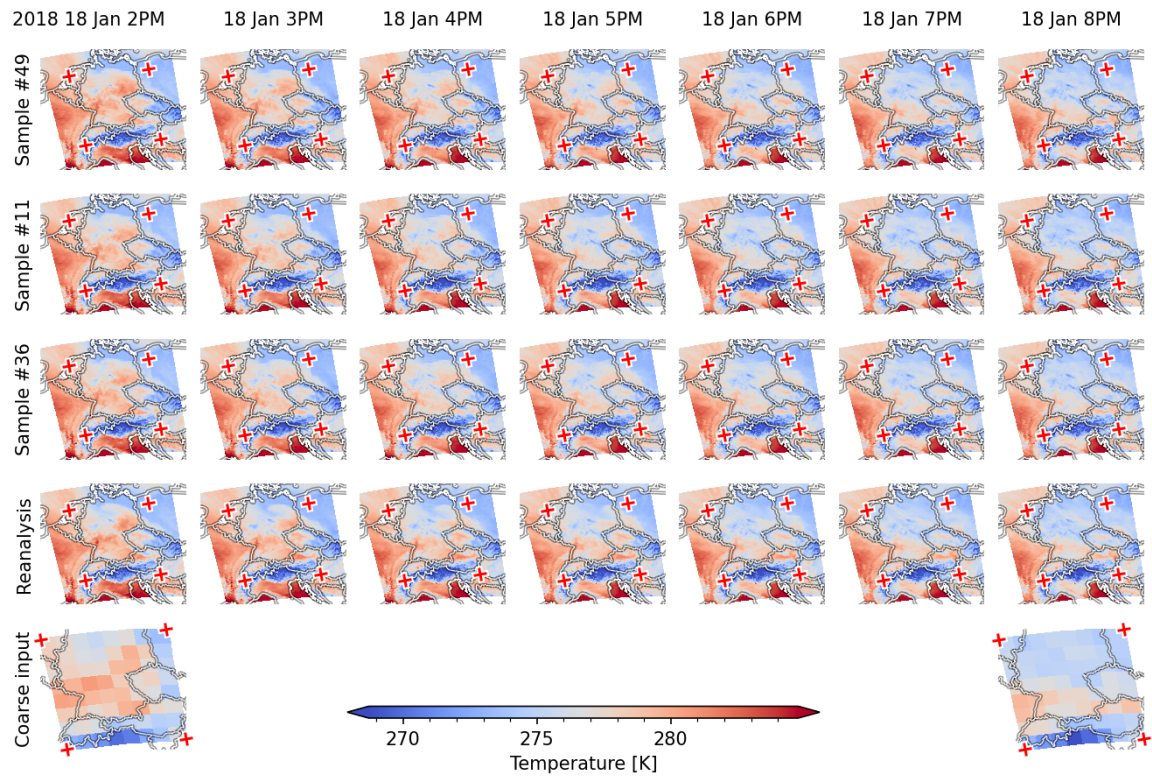 2018 18 Jan 2PM 18 Jan 3PM 18 Jan 4PM 18 Jan 5PM 18 Jan 6PM 18 Jan 7PM 18 Jan 8PM
Sample #49
Sample #11
Sample #36
Reanalysis
Coarse input
270 275 280
Temperature [K]